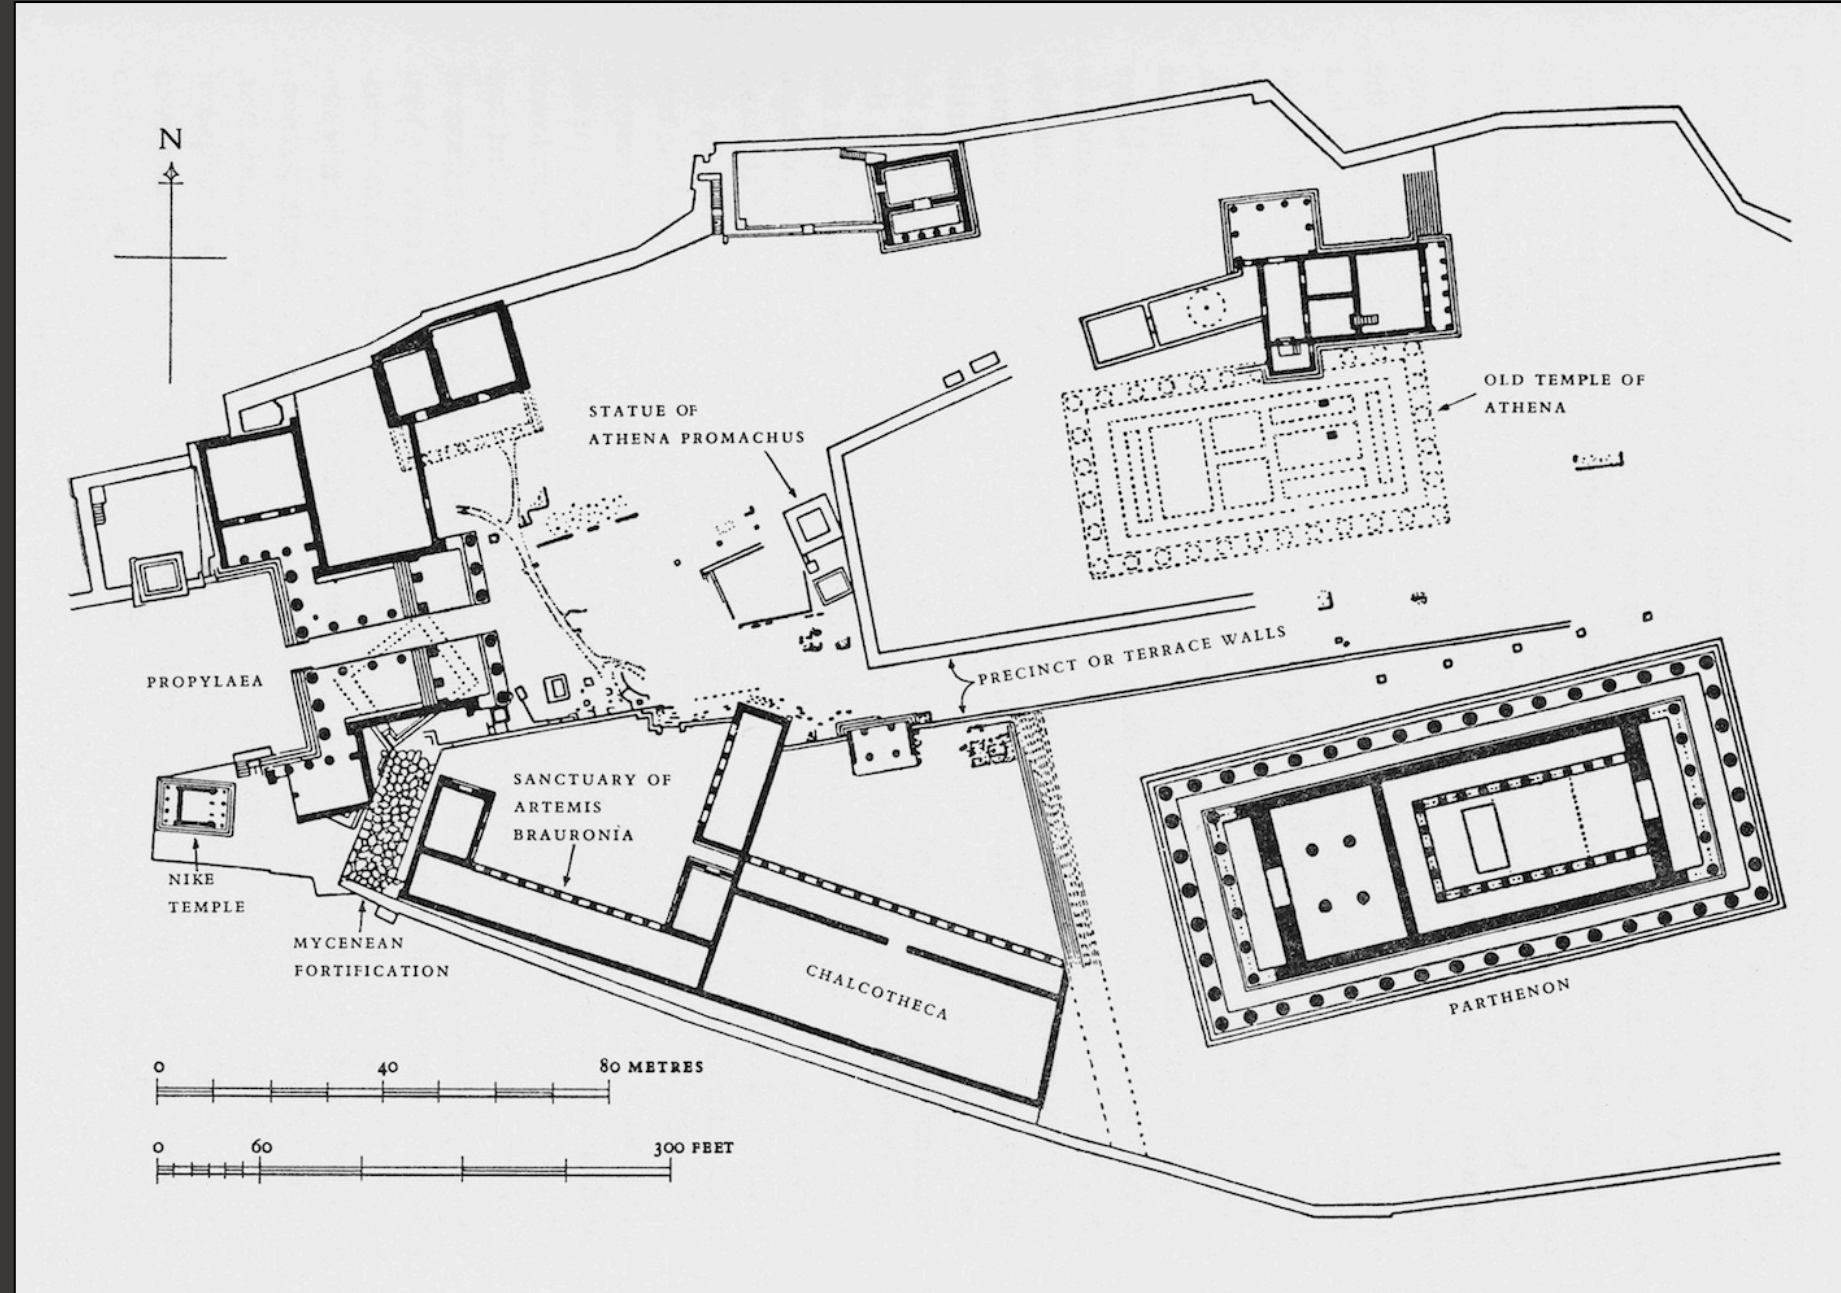 N
STATUE OF
ATHENA PROMACHUS
OLD TEMPLE OF
ATHENA
PROPYLAEA
PRECINCT OR TERRACE WALLS
SANCTUARY OF
ARTEMIS
BRAURONIA
NIKE
TEMPLE
MYCENEAN
FORTIFICATION
CHALCOTHECA
PARTHENON
0 40 80 METRES
0 60 300 FEET